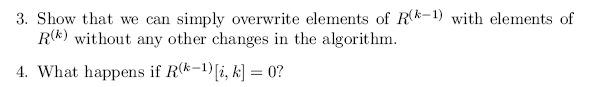 3. Show that we can simply overwrite elements of R^(k−1) with elements of
R^(k) without any other changes in the algorithm.
4. What happens if R^(k−1)[i, k] = 0?